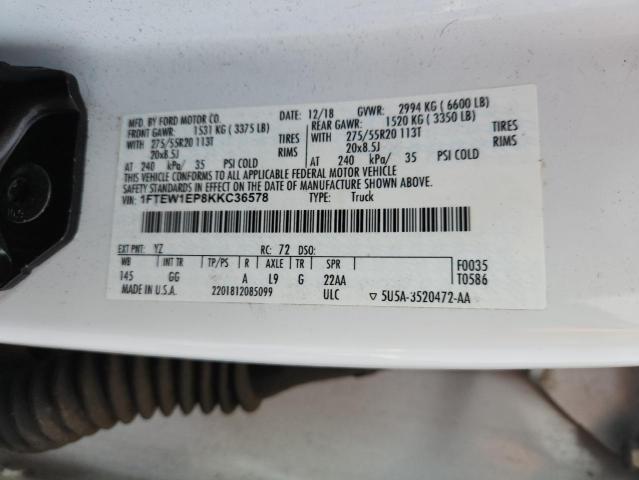 MFD. BY FORD MOTOR CO. DATE: 12/18 GVWR: 2994 KG ( 6600 LB)
FRONT GAWR: 1531 KG ( 3375 LB) REAR GAWR: 1520 KG ( 3350 LB)
WITH 275/55R20 113T TIRES WITH 275/55R20 113T TIRES
20x8.5J RIMS 20x8.5J RIMS
AT 240 kPa/ 35 PSI COLD AT 240 kPa/ 35 PSI COLD
THIS VEHICLE CONFORMS TO ALL APPLICABLE FEDERAL MOTOR VEHICLE
SAFETY STANDARDS IN EFFECT ON THE DATE OF MANUFACTURE SHOWN ABOVE.
VIN: 1FTEW1EP8KKC36578 TYPE: Truck
EXT PNT: YZ RC: 72 DSO:
WB INT TR TP/PS R AXLE TR SPR F0035
145 GG A L9 G 22AA T0586
MADE IN U.S.A. 2201812085099 ULC ▽ 5U5A-3520472-AA